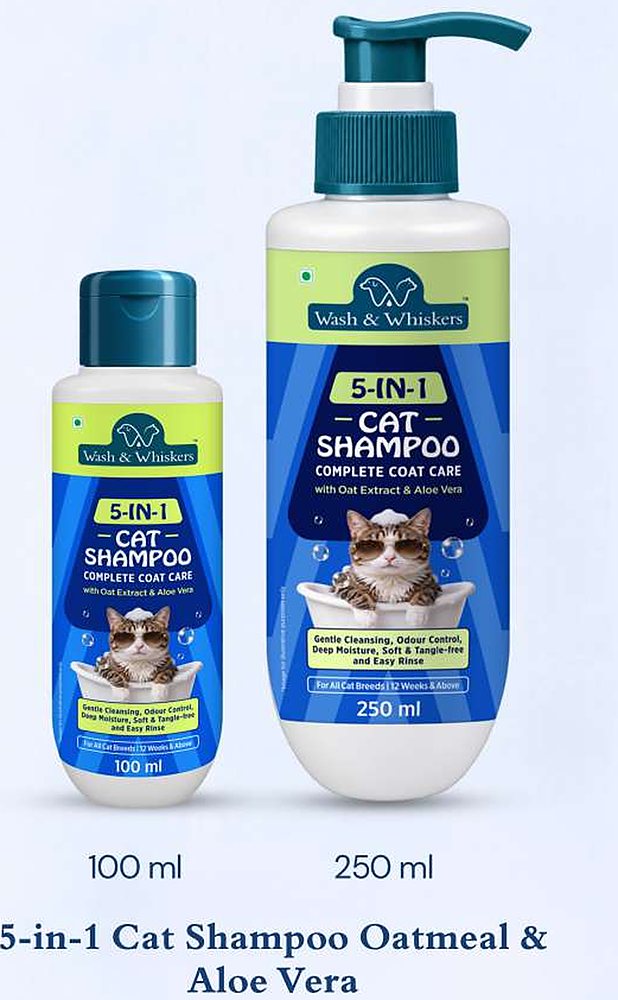 Wash & Whiskers
TM
5-IN-1
CAT
SHAMPOO
COMPLETE COAT CARE
with Oat Extract & Aloe Vera
Gentle Cleansing, Odour Control,
Deep Moisture, Soft & Tangle-free
and Easy Rinse
For All Cat Breeds | 12 Weeks & Above
100 ml
Wash & Whiskers
TM
5-IN-1
CAT
SHAMPOO
COMPLETE COAT CARE
with Oat Extract & Aloe Vera
Gentle Cleansing, Odour Control,
Deep Moisture, Soft & Tangle-free
and Easy Rinse
For All Cat Breeds | 12 Weeks & Above
250 ml
100 ml
250 ml
5-in-1 Cat Shampoo Oatmeal &
Aloe Vera